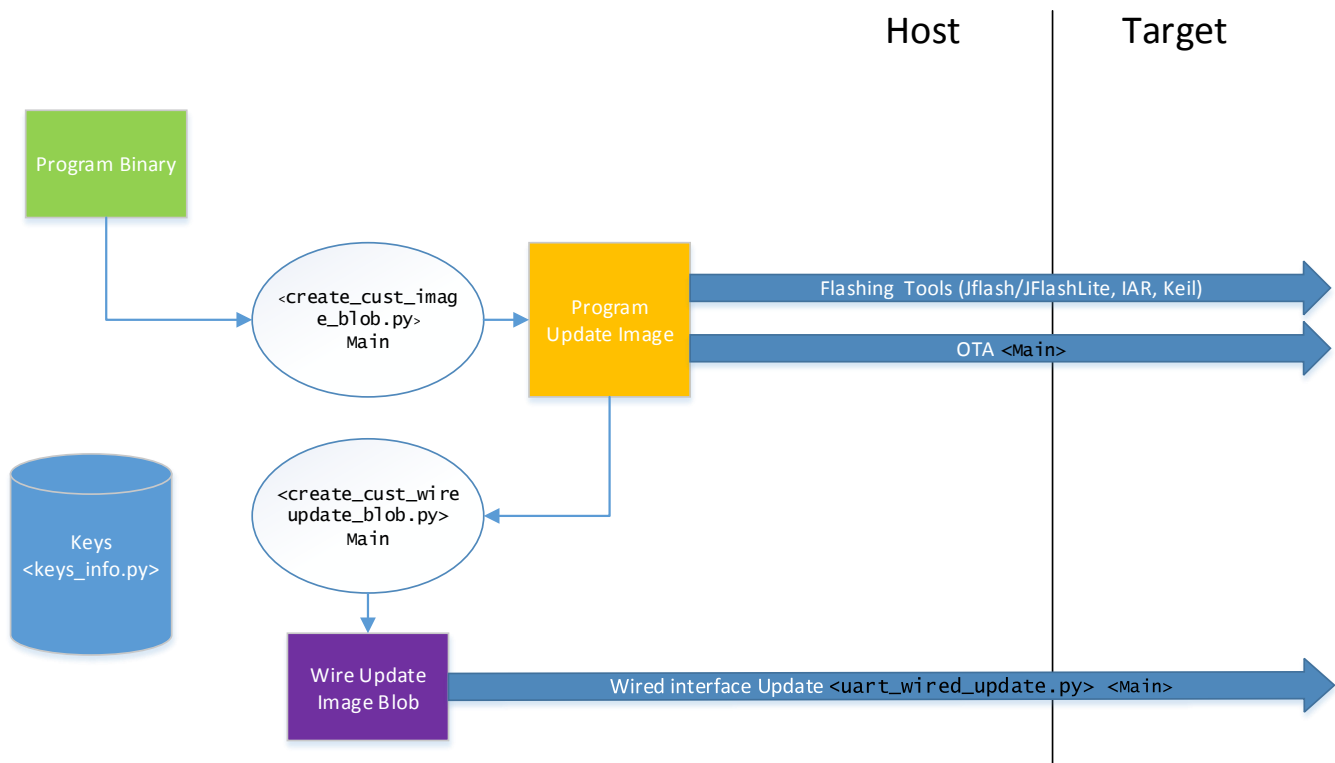 Host
Target
Program Binary
<create_cust_imag
e_blob.py>
Main
Program
Update Image
Flashing Tools (Jflash/JFlashLite, IAR, Keil)
OTA <Main>
<create_cust_wire
update_blob.py>
Main
Keys
<keys_info.py>
Wire Update
Image Blob
Wired interface Update <uart_wired_update.py> <Main>